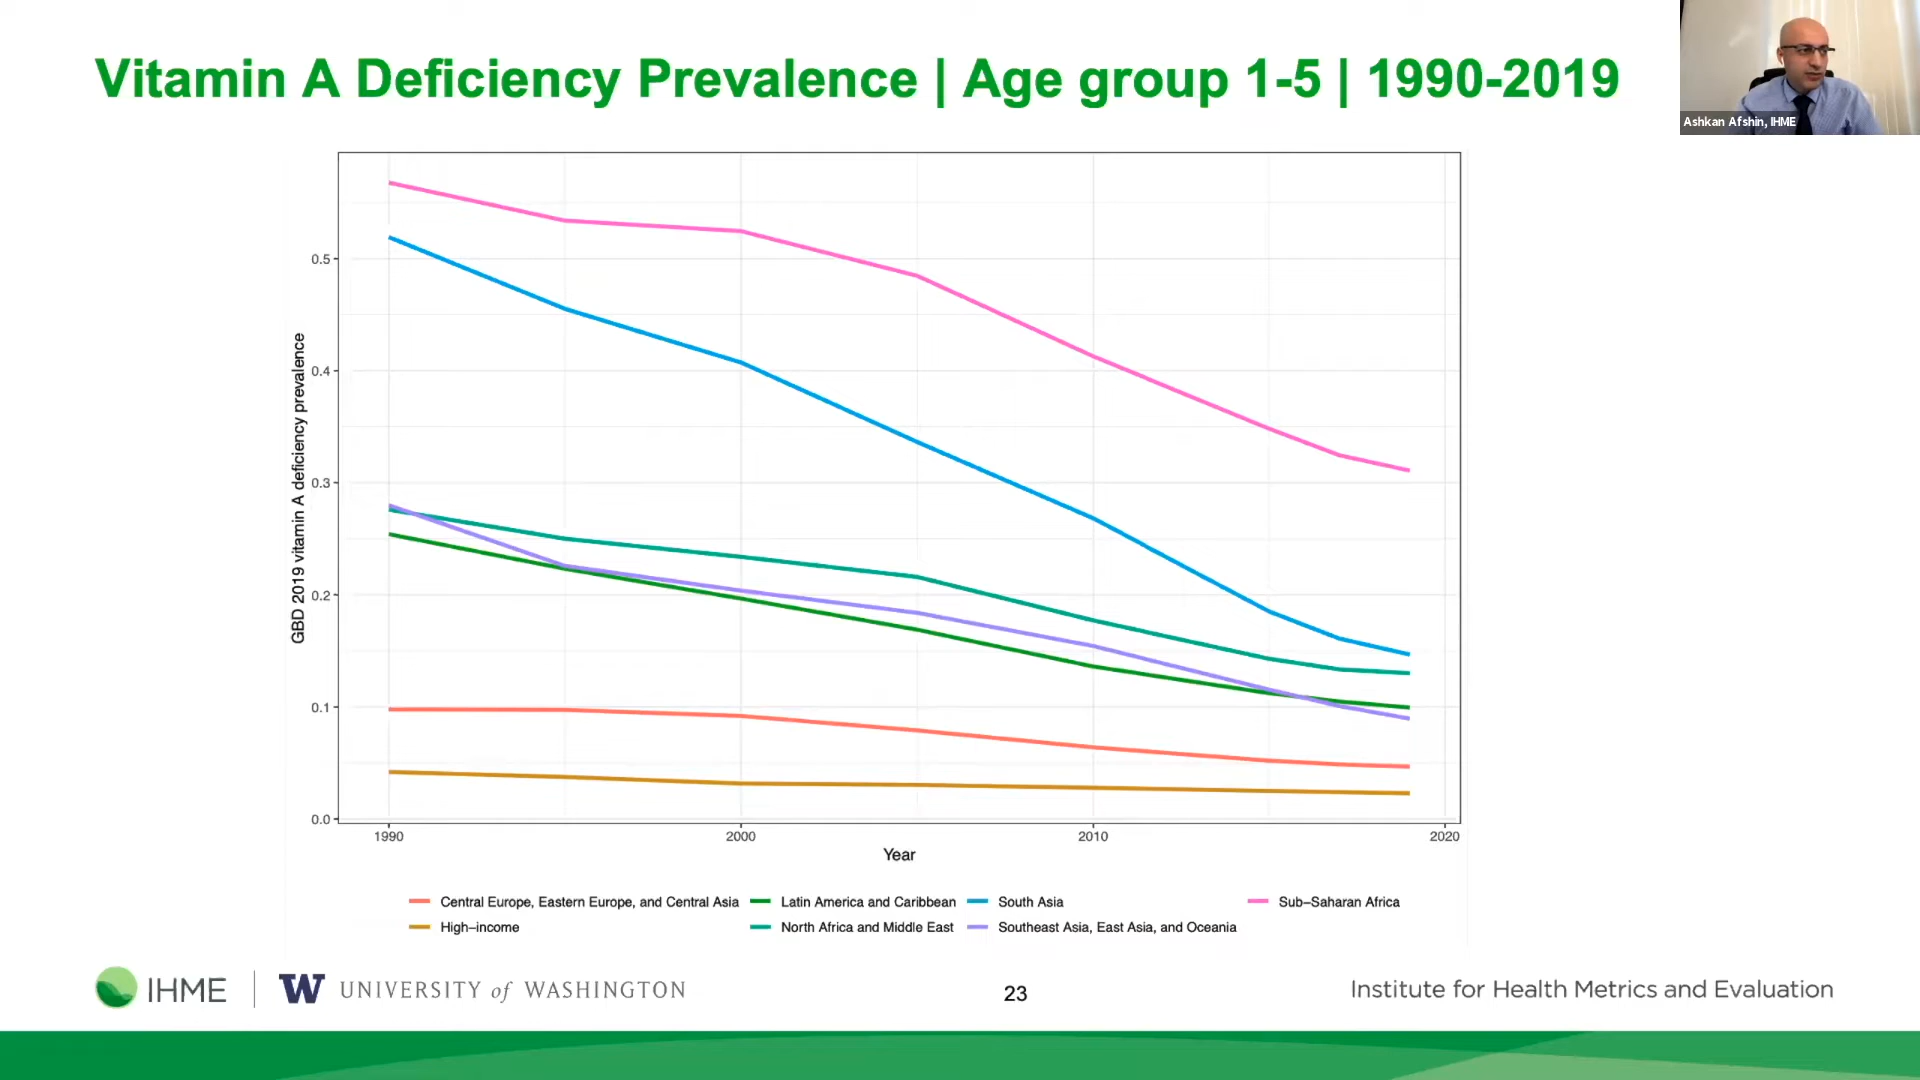 Vitamin A Deficiency Prevalence | Age group 1-5 | 1990-2019
Ashkan Afshin, IHME
GBD 2019 vitamin A deficiency prevalence
0.5
0.4
0.3
0.2
0.1
0.0
1990
2000
2010
2020
Year
Central Europe, Eastern Europe, and Central Asia
Latin America and Caribbean
South Asia
Sub-Saharan Africa
High-income
North Africa and Middle East
Southeast Asia, East Asia, and Oceania
IHME
W UNIVERSITY of WASHINGTON
23
Institute for Health Metrics and Evaluation